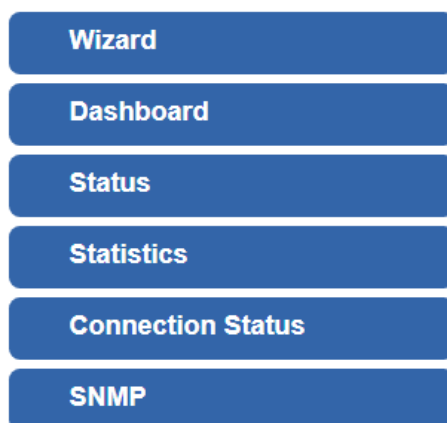 Wizard
Dashboard
Status
Statistics
Connection Status
SNMP